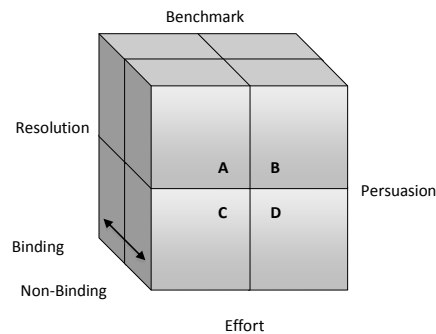 Benchmark
Resolution
A B
Persuasion
C D
Binding
Non-Binding
Effort